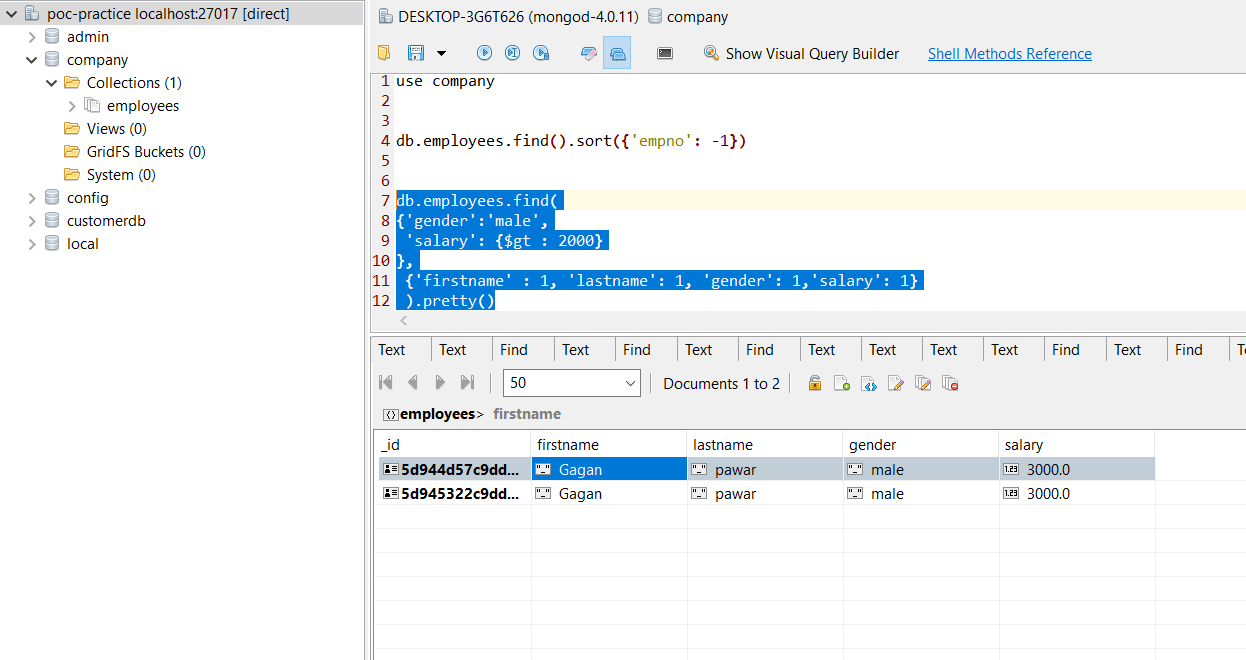 poc-practice localhost:27017 [direct]
admin
company
Collections (1)
employees
Views (0)
GridFS Buckets (0)
System (0)
config
customerdb
local
DESKTOP-3G6T626 (mongod-4.0.11) company
Show Visual Query Builder Shell Methods Reference
1 use company
2
3
4 db.employees.find().sort({'empno': -1})
5
6
7 db.employees.find(
8 {'gender':'male',
9 'salary': {$gt : 2000}
10 },
11 {'firstname' : 1, 'lastname': 1, 'gender': 1,'salary': 1}
12 ).pretty()
Text Text Find Text Find Text Find Text Text Text Text Find Text Find
50 Documents 1 to 2
employees> firstname
_id firstname lastname gender salary
5d944d57c9dd... Gagan pawar male 3000.0
5d945322c9dd... Gagan pawar male 3000.0